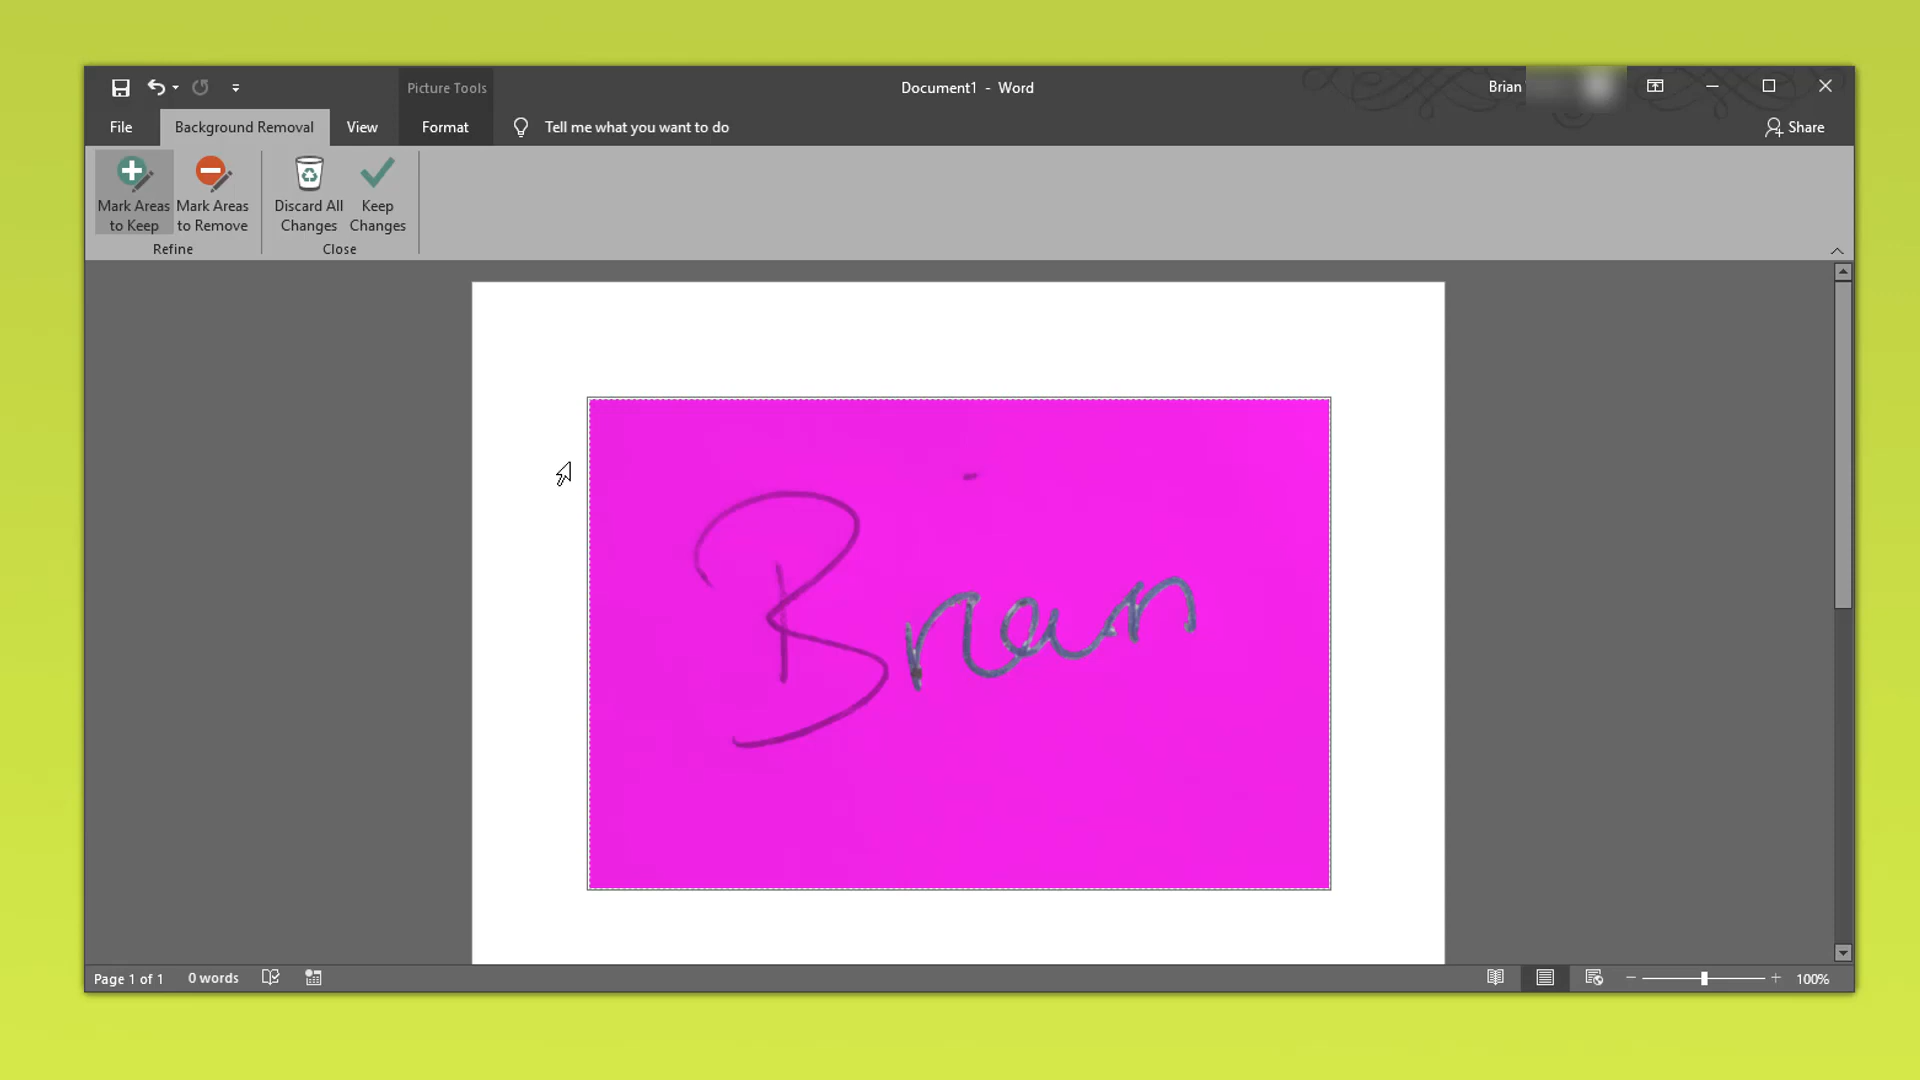 Picture Tools
Document1 - Word
Brian
File
Background Removal
View
Format
Tell me what you want to do
Share
Mark Areas to Keep
Mark Areas to Remove
Discard All Changes
Keep Changes
Refine
Close
Brian
Page 1 of 1
0 words
100%